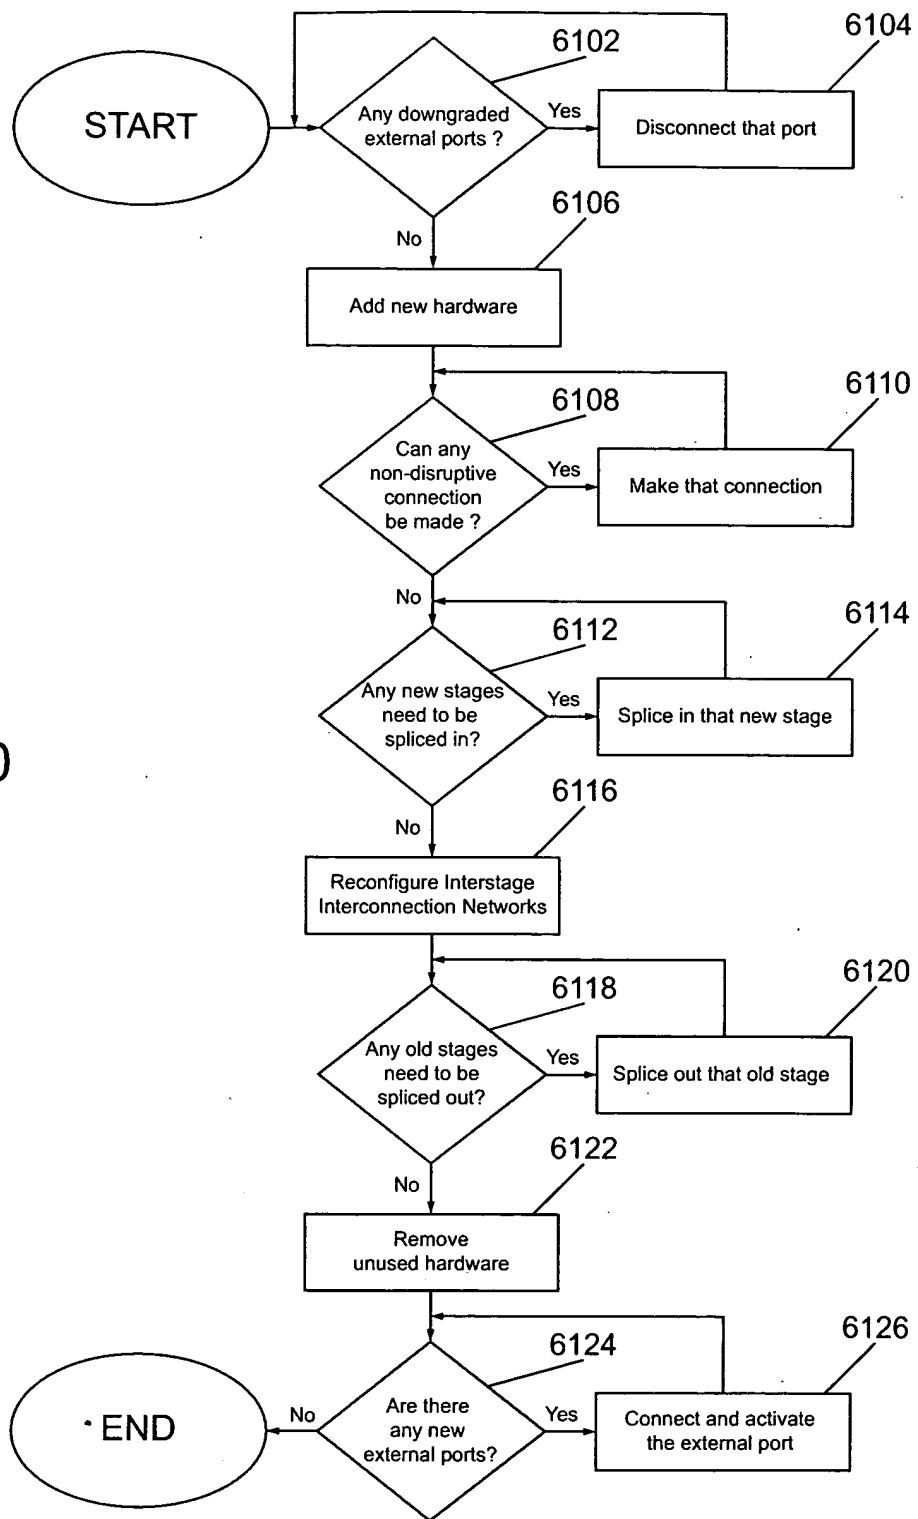 6102
6104
START
Any downgraded
external ports ?
Yes
Disconnect that port
No
6106
Add new hardware
6108
6110
Can any
non-disruptive
connection
be made ?
Yes
Make that connection
No
6112
6114
Any new stages
need to be
spliced in?
Yes
Splice in that new stage
No
6116
Reconfigure Interstage
Interconnection Networks
6118
6120
Any old stages
need to be
spliced out?
Yes
Splice out that old stage
No
6122
Remove
unused hardware
6124
6126
END
No
Are there
any new
external ports?
Yes
Connect and activate
the external port